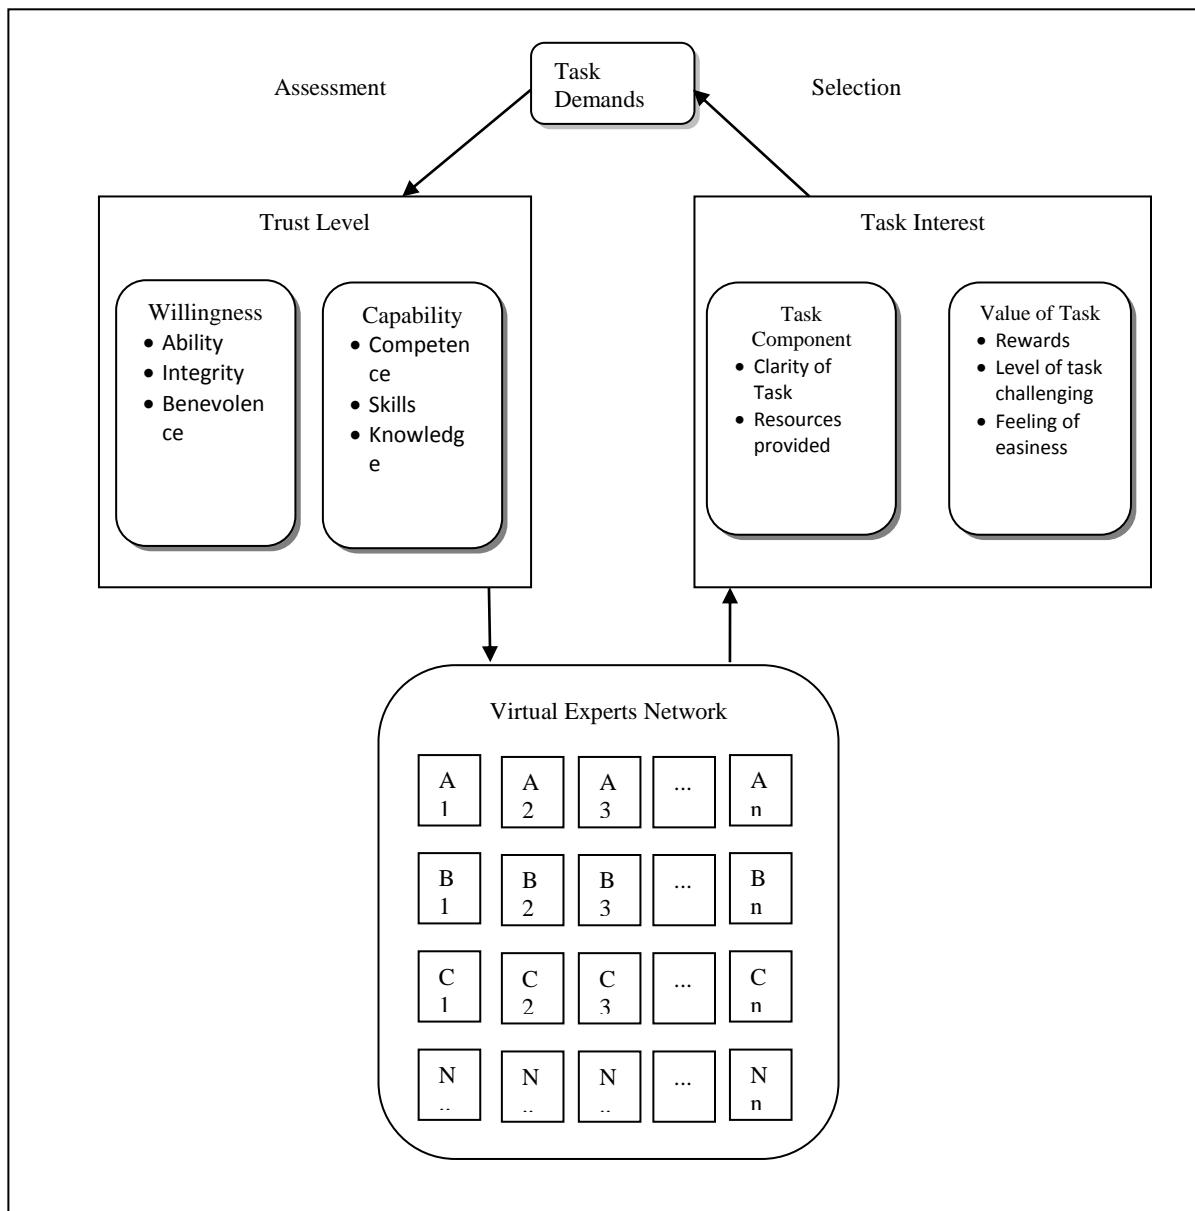 Assessment
Task
Demands
Selection
Trust Level
Willingness
• Ability
• Integrity
• Benevolen
ce
Capability
• Competen
ce
• Skills
• Knowledg
e
Task Interest
Task
Component
• Clarity of
Task
• Resources
provided
Value of Task
• Rewards
• Level of task
challenging
• Feeling of
easiness
Virtual Experts Network
A
1
A
2
A
3
...
A
n
B
1
B
2
B
3
...
B
n
C
1
C
2
C
3
...
C
n
N
..
N
..
N
..
...
N
n